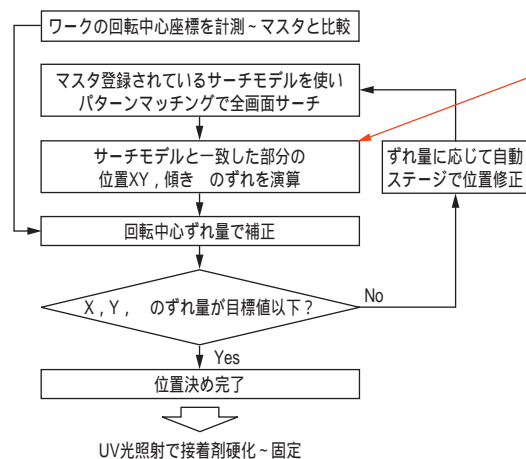 ワークの回転中心座標を計測~マスタと比較
マスタ登録されているサーチモデルを使い
パターンマッチングで全画面サーチ
サーチモデルと一致した部分の
位置XY,傾き のずれを演算
ずれ量に応じて自動
ステージで位置修正
回転中心ずれ量で補正
X,Y, のずれ量が目標値以下?
No
Yes
位置決め完了
UV光照射で接着剤硬化~固定